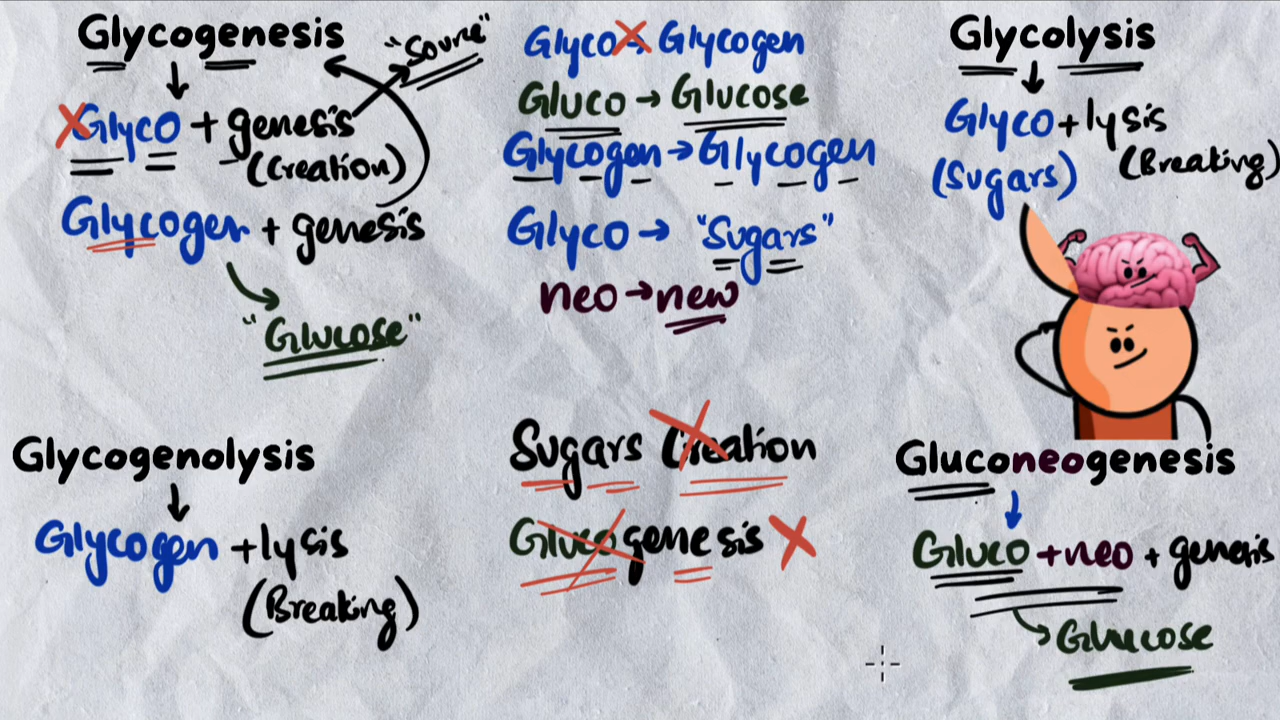 Glycogenesis
"Source"
Glyco + genesis
(Creation)
Glycogen + genesis
"Glucose"
Glyco → Glycogen
Gluco → Glucose
Glycogen → Glycogen
Glyco → "Sugars"
neo → new
Glycolysis
Glyco + lysis
(Sugars) (Breaking)
Glycogenolysis
Glycogen + lysis
(Breaking)
Sugars Creation
Glucogenesis
Gluconeogenesis
Gluco + neo + genesis
Glucose